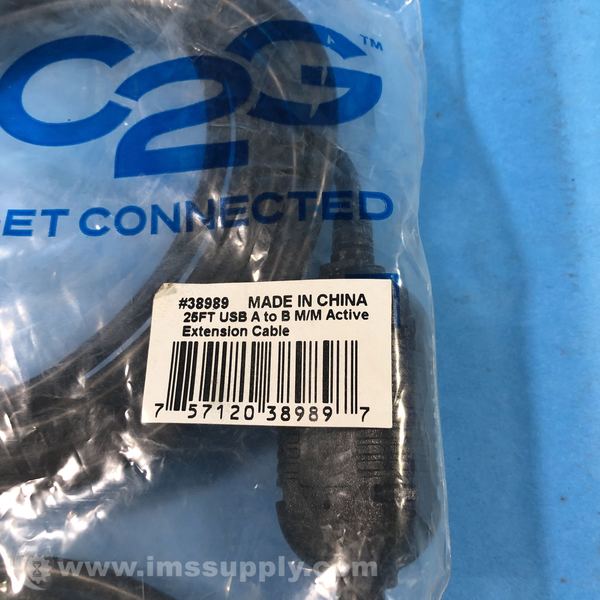 C2G™
GET CONNECTED
#38989 MADE IN CHINA
25FT USB A to B M/M Active
Extension Cable
7 57120 38989 7
www.imssupply.com